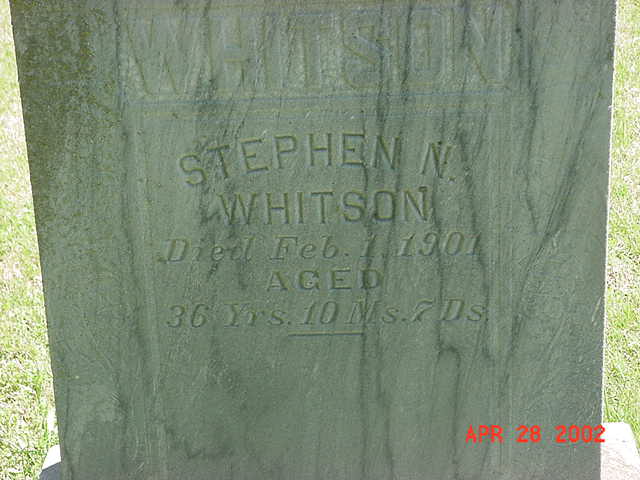 WHITSON
STEPHEN N.
WHITSON
Died Feb. 1, 1901
AGED
36 Yrs. 10 Ms. 7 Ds.
APR 28 2002